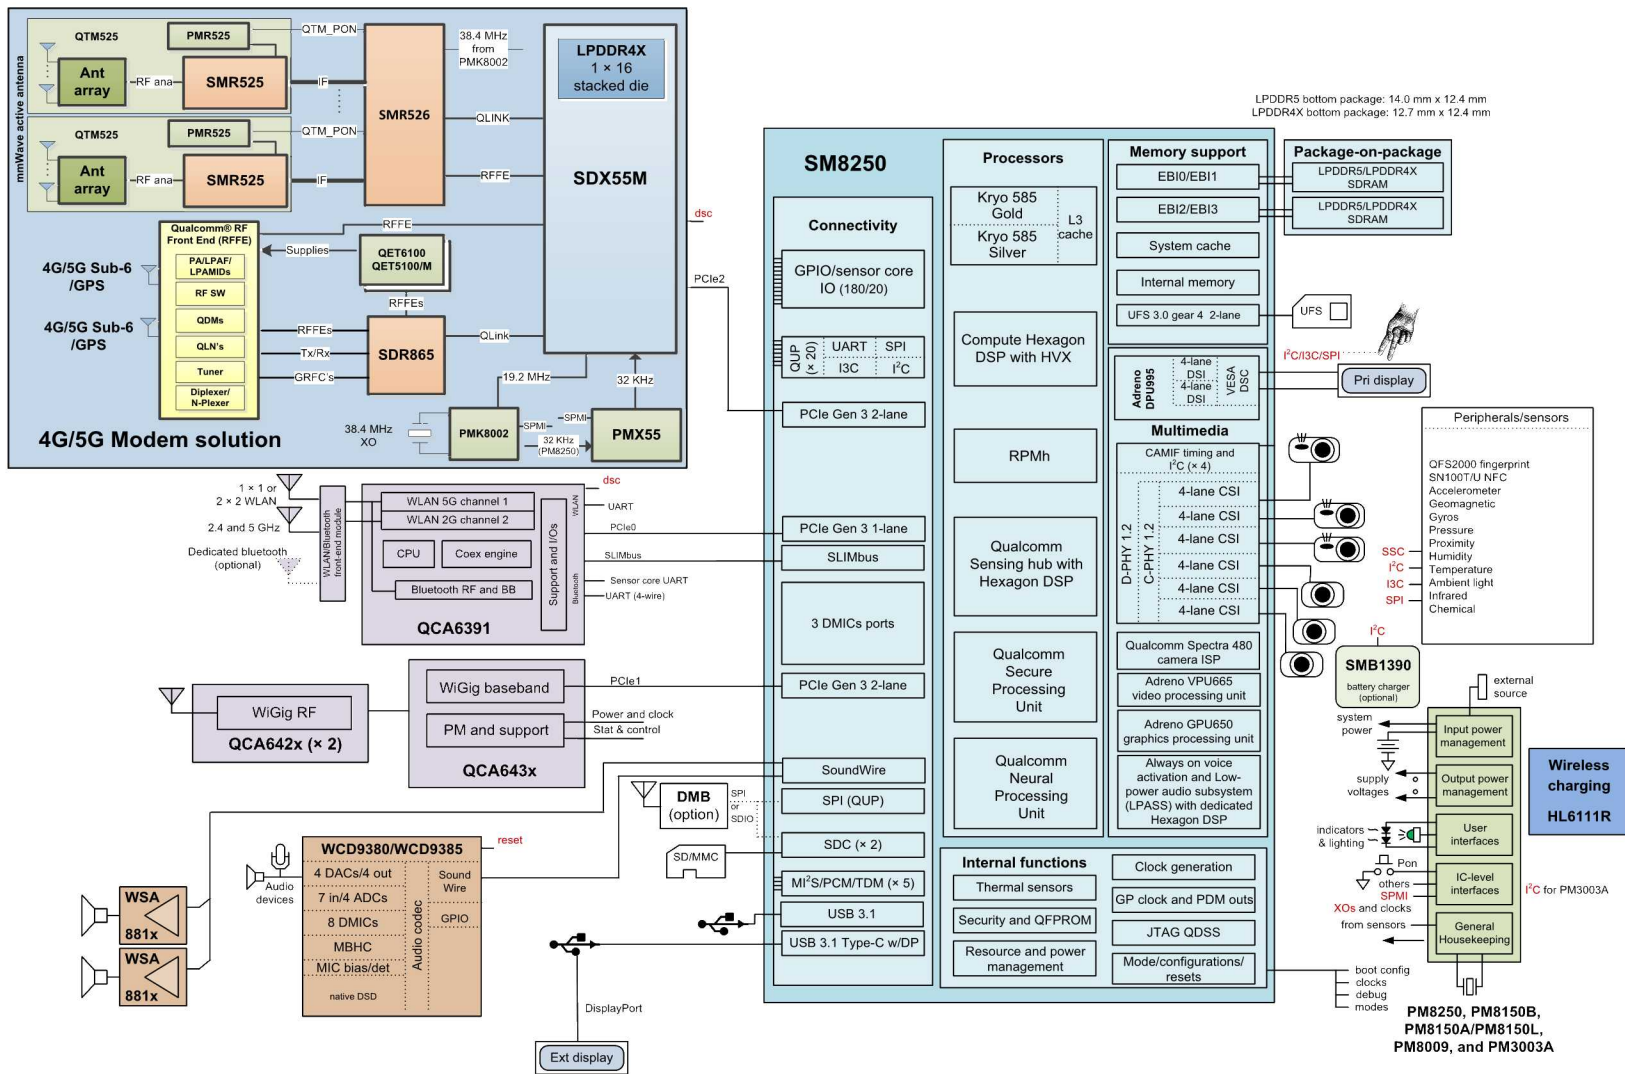 mmWave active antenna
QTM525
PMR525
QTM_PON
Ant
array
RF ana
SMR525
IF
QTM525
PMR525
QTM_PON
Ant
array
RF ana
SMR525
IF
SMR526
38.4 MHz
from
PMK8002
QLINK
RFFE
LPDDR4X
1 × 16
stacked die
SDX55M
Qualcomm® RF
Front End (RFFE)
PA/LPAF/
LPAMIDs
RF SW
QDMs
QLN's
Tuner
Diplexer/
N-Plexer
4G/5G Sub-6
/GPS
4G/5G Sub-6
/GPS
RFFE
Supplies
QET6100
QET5100/M
RFFEs
RFFEs
Tx/Rx
GRFC's
SDR865
QLink
19.2 MHz
32 KHz
38.4 MHz
XO
PMK8002
SPMI
SPMI
32 KHz
(PM8250)
PMX55
4G/5G Modem solution
dsc
PCIe2
1 × 1 or
2 × 2 WLAN
2.4 and 5 GHz
Dedicated bluetooth
(optional)
WLAN/Bluetooth
front-end module
WLAN 5G channel 1
WLAN 2G channel 2
CPU
Coex engine
Bluetooth RF and BB
Support and I/Os
WLAN
Bluetooth
QCA6391
dsc
UART
PCIe0
SLIMbus
Sensor core UART
UART (4-wire)
WiGig RF
QCA642x (× 2)
WiGig baseband
PM and support
QCA643x
PCIe1
Power and clock
Stat & control
DMB
(option)
SPI
or
SDIO
SD/MMC
WSA
881x
WSA
881x
Audio
devices
WCD9380/WCD9385
4 DACs/4 out
7 in/4 ADCs
8 DMICs
MBHC
MIC bias/det
native DSD
Audio codec
Sound
Wire
GPIO
reset
DisplayPort
Ext display
SM8250
Connectivity
GPIO/sensor core
IO (180/20)
QUP
(× 20)
UART
SPI
I3C
I²C
PCIe Gen 3 2-lane
PCIe Gen 3 1-lane
SLIMbus
3 DMICs ports
PCIe Gen 3 2-lane
SoundWire
SPI (QUP)
SDC (× 2)
MI²S/PCM/TDM (× 5)
USB 3.1
USB 3.1 Type-C w/DP
Processors
Kryo 585
Gold
Kryo 585
Silver
L3
cache
Compute Hexagon
DSP with HVX
RPMh
Qualcomm
Sensing hub with
Hexagon DSP
Qualcomm
Secure
Processing
Unit
Qualcomm
Neural
Processing
Unit
Internal functions
Thermal sensors
Security and QFPROM
Resource and power
management
Clock generation
GP clock and PDM outs
JTAG QDSS
Mode/configurations/
resets
boot config
clocks
debug
modes
Memory support
EBI0/EBI1
EBI2/EBI3
System cache
Internal memory
UFS 3.0 gear 4 2-lane
LPDDR5 bottom package: 14.0 mm x 12.4 mm
LPDDR4X bottom package: 12.7 mm x 12.4 mm
Package-on-package
LPDDR5/LPDDR4X
SDRAM
LPDDR5/LPDDR4X
SDRAM
UFS
I²C/I3C/SPI
Pri display
Adreno
DPU995
4-lane
DSI
4-lane
DSI
VESA
DSC
Multimedia
CAMIF timing and
I²C (× 4)
D-PHY 1.2
C-PHY 1.2
4-lane CSI
4-lane CSI
4-lane CSI
4-lane CSI
4-lane CSI
4-lane CSI
Qualcomm Spectra 480
camera ISP
Adreno VPU665
video processing unit
Adreno GPU650
graphics processing unit
Always on voice
activation and Low-
power audio subsystem
(LPASS) with dedicated
Hexagon DSP
Peripherals/sensors
QFS2000 fingerprint
SN100T/U NFC
Accelerometer
Geomagnetic
Gyros
Pressure
Proximity
Humidity
Temperature
Ambient light
Infrared
Chemical
SSC
I²C
I3C
SPI
I²C
SMB1390
battery charger
(optional)
external
source
system
power
Input power
management
supply
voltages
Output power
management
indicators
& lighting
User
interfaces
Pon
others
SPMI
XOs and clocks
IC-level
interfaces
I²C for PM3003A
from sensors
General
Housekeeping
PM8250, PM8150B,
PM8150A/PM8150L,
PM8009, and PM3003A
Wireless
charging
HL6111R